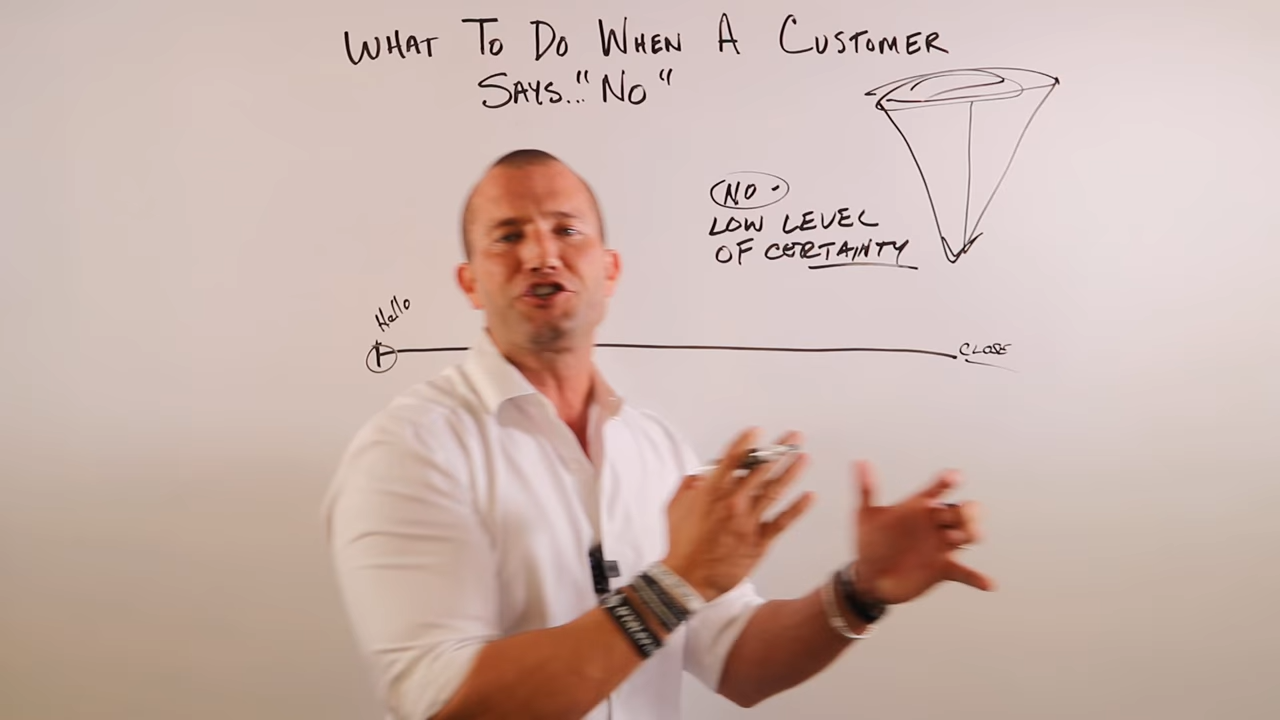 WHAT TO DO WHEN A CUSTOMER
SAYS..."NO"
NO.
LOW LEVEL
OF CERTAINTY
Hello
CLOSE